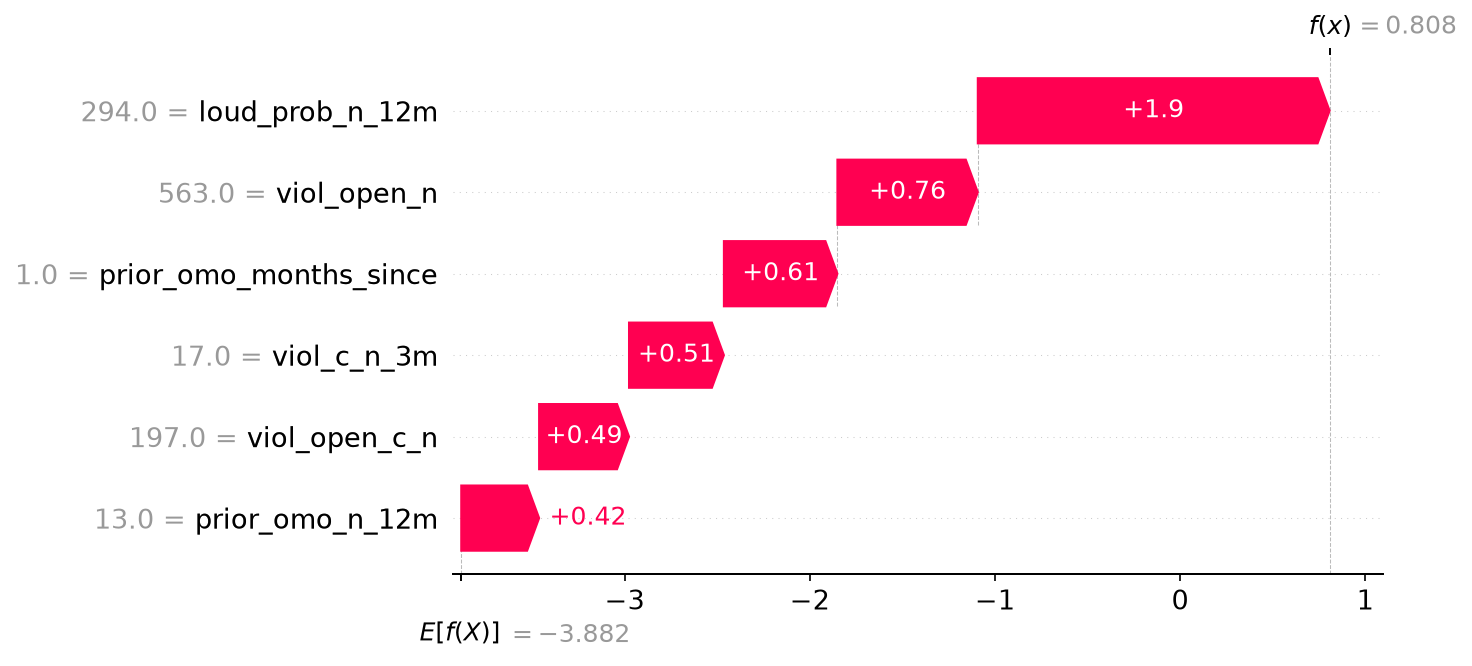 f(x) = 0.808
294.0 = loud_prob_n_12m
+1.9
563.0 = viol_open_n
+0.76
1.0 = prior_omo_months_since
+0.61
17.0 = viol_c_n_3m
+0.51
197.0 = viol_open_c_n
+0.49
13.0 = prior_omo_n_12m
+0.42
−3 −2 −1 0 1
E[f(X)] = −3.882